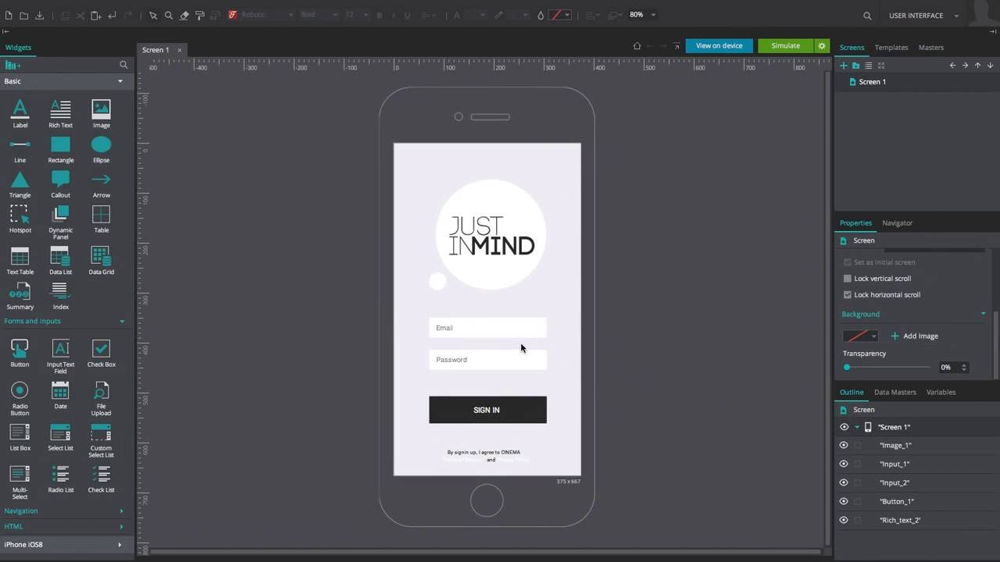 Roboto Bold 12 80% USER INTERFACE
Widgets
Screen 1 ×
View on device Simulate
Screens Templates Masters
-400 -300 -200 -100 0 100 200 300 400 500 600 700 800
Basic
Screen 1
Label Rich Text Image
Line Rectangle Ellipse
Triangle Callout Arrow
Hotspot Dynamic Panel Table
Text Table Data List Data Grid
Summary Index
Forms and inputs
Button Input Text Field Check Box
Radio Button Date File Upload
List Box Select List Custom Select List
Multi-Select Radio List Check List
Navigation
HTML
iPhone iOS8
JUST
INMIND
Email
Password
SIGN IN
By signin up, I agree to CINEMA
and
375 x 667
Properties Navigator
Screen
Set as initial screen
Lock vertical scroll
Lock horizontal scroll
Background
Add Image
Transparency
0%
Outline Data Masters Variables
Screen
"Screen 1"
"Image_1"
"Input_1"
"Input_2"
"Button_1"
"Rich_text_2"